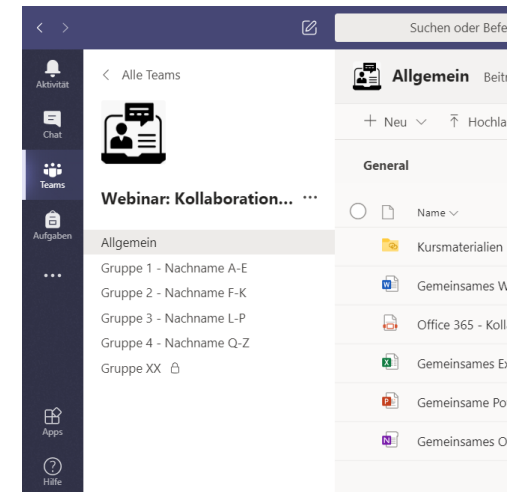 Suchen oder Befe
Aktivität
Chat
Teams
Aufgaben
Apps
Hilfe
Alle Teams
Webinar: Kollaboration...
Allgemein
Gruppe 1 - Nachname A-E
Gruppe 2 - Nachname F-K
Gruppe 3 - Nachname L-P
Gruppe 4 - Nachname Q-Z
Gruppe XX
Allgemein Beitr
Neu Hochla
General
Name
Kursmaterialien
Gemeinsames W
Office 365 - Koll
Gemeinsames Ex
Gemeinsame Po
Gemeinsames O